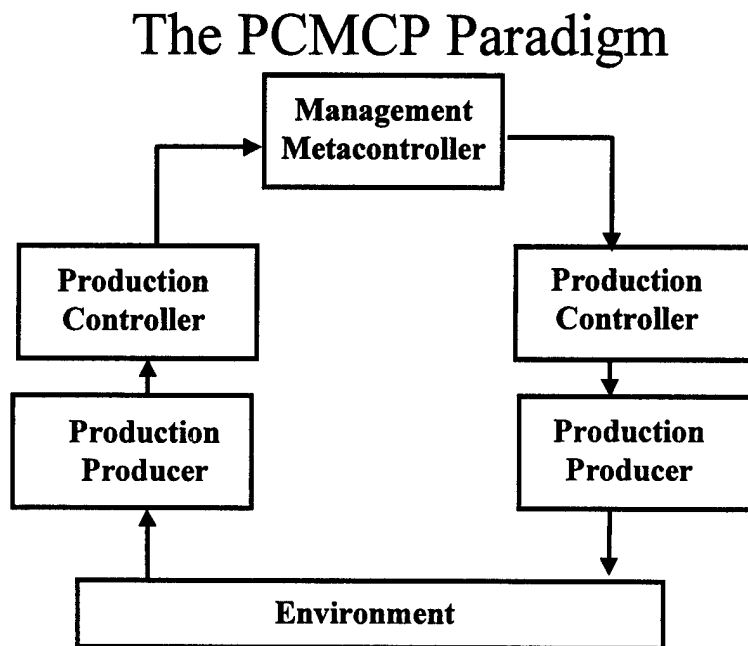 The PCMCP Paradigm
Management
Metacontroller
Production
Controller
Production
Controller
Production
Producer
Production
Producer
Environment